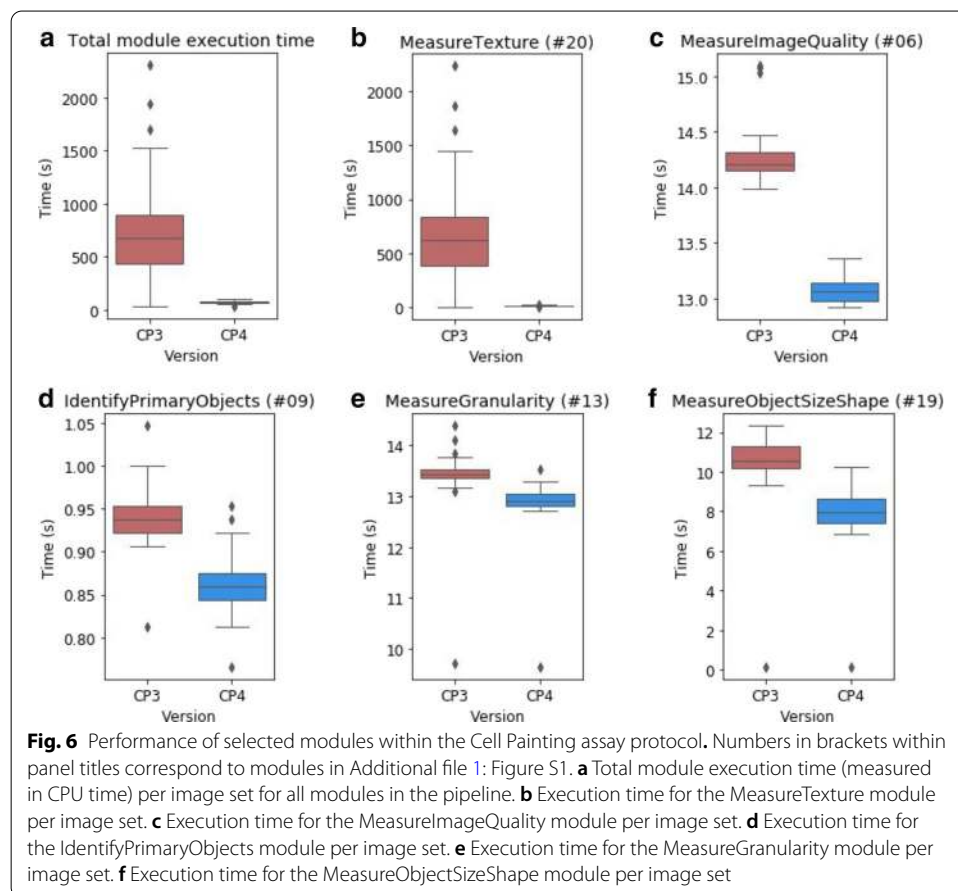 a Total module execution time
2000
1500
1000
500
0
Time (s)
CP3 CP4
Version
b MeasureTexture (#20)
2000
1500
1000
500
0
Time (s)
CP3 CP4
Version
c MeasureImageQuality (#06)
15.0
14.5
14.0
13.5
13.0
Time (s)
CP3 CP4
Version
d IdentifyPrimaryObjects (#09)
1.05
1.00
0.95
0.90
0.85
0.80
Time (s)
CP3 CP4
Version
e MeasureGranularity (#13)
14
13
12
11
10
Time (s)
CP3 CP4
Version
f MeasureObjectSizeShape (#19)
12
10
8
6
4
2
0
Time (s)
CP3 CP4
Version
Fig. 6 Performance of selected modules within the Cell Painting assay protocol. Numbers in brackets within
panel titles correspond to modules in Additional file 1: Figure S1. a Total module execution time (measured
in CPU time) per image set for all modules in the pipeline. b Execution time for the MeasureTexture module
per image set. c Execution time for the MeasureImageQuality module per image set. d Execution time for
the IdentifyPrimaryObjects module per image set. e Execution time for the MeasureGranularity module per
image set. f Execution time for the MeasureObjectSizeShape module per image set